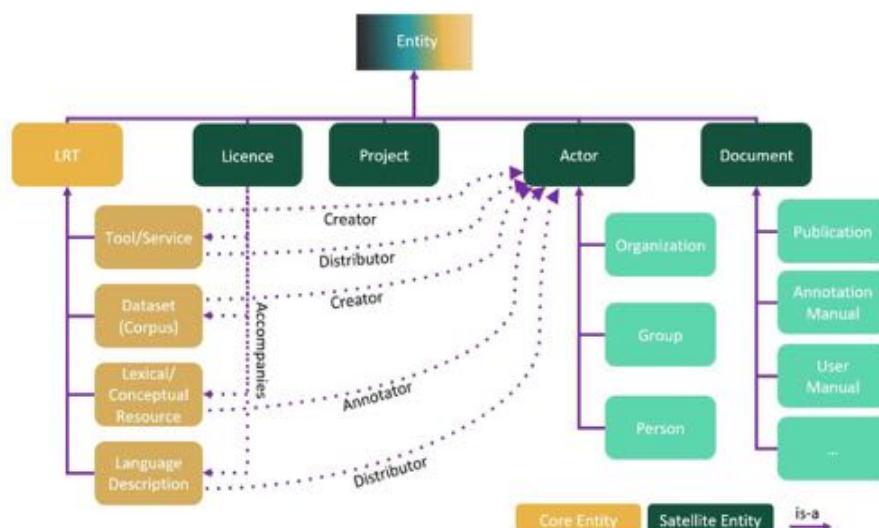 Entity
LRT
Licence
Project
Actor
Document
Tool/Service
Creator
Distributor
Organization
Publication
Dataset
(Corpus)
Creator
Accompanies
Annotation
Manual
Group
Lexical/
Conceptual
Resource
Annotator
User
Manual
Person
Language
Description
Distributor
...
Core Entity
Satellite Entity
is-a